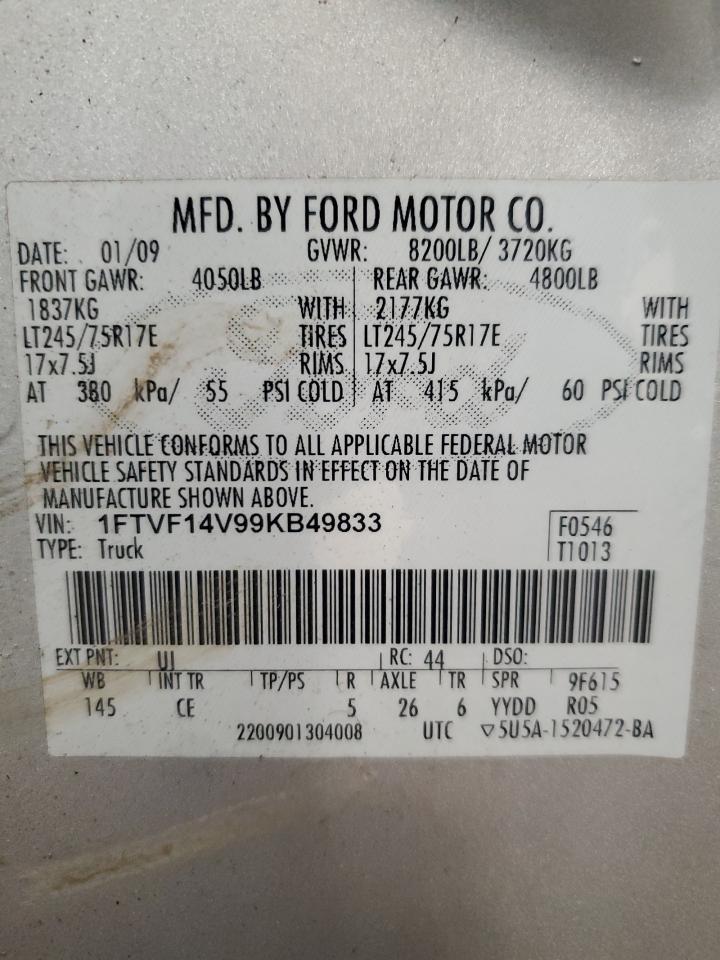 MFD. BY FORD MOTOR CO.
DATE: 01/09 GVWR: 8200LB/ 3720KG
FRONT GAWR: 4050LB REAR GAWR: 4800LB
1837KG WITH 2177KG WITH
LT245/75R17E TIRES LT245/75R17E TIRES
17x7.5J RIMS 17x7.5J RIMS
AT 380 kPa/ 55 PSI COLD AT 415 kPa/ 60 PSI COLD
THIS VEHICLE CONFORMS TO ALL APPLICABLE FEDERAL MOTOR
VEHICLE SAFETY STANDARDS IN EFFECT ON THE DATE OF
MANUFACTURE SHOWN ABOVE.
VIN: 1FTVF14V99KB49833 F0546
TYPE: Truck T1013
EXT PNT: UJ RC: 44 DSO:
WB INT TR TP/PS R AXLE TR SPR 9F615
145 CE 5 26 6 YYDD R05
2200901304008 UTC ▽5U5A-1520472-BA